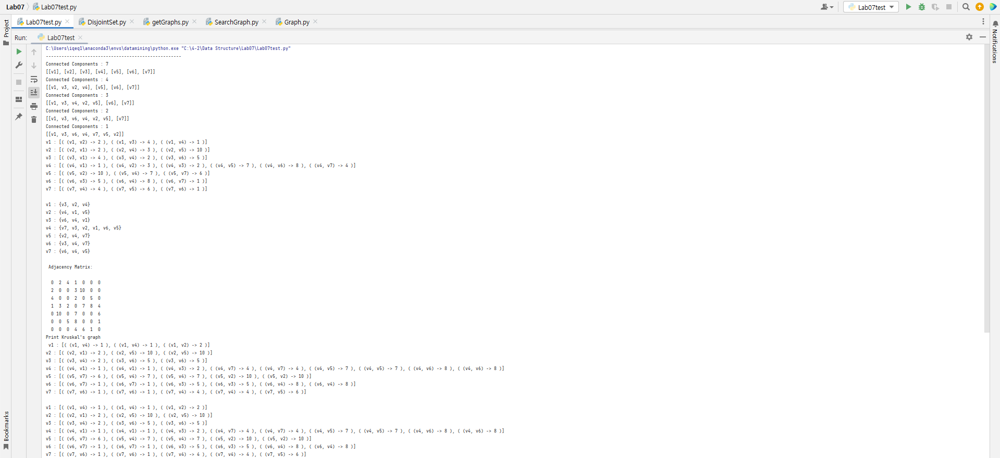 Lab07 Lab07test.py Lab07test
Lab07test.py DisjointSet.py getGraphs.py SearchGraph.py Graph.py
Project
Notifications
Bookmarks
Run: Lab07test
C:\Users\iqeq1\anaconda3\envs\datamining\python.exe "C:\4-2\Data Structure\Lab07\Lab07test.py"
----------------------------------------------------
Connected Components : 7
[[v1], [v2], [v3], [v4], [v5], [v6], [v7]]
Connected Components : 4
[[v1, v3, v2, v4], [v5], [v6], [v7]]
Connected Components : 3
[[v1, v3, v4, v2, v5], [v6], [v7]]
Connected Components : 2
[[v1, v3, v6, v4, v2, v5], [v7]]
Connected Components : 1
[[v1, v3, v6, v4, v7, v5, v2]]
v1 : [( (v1, v2) -> 2 ), ( (v1, v3) -> 4 ), ( (v1, v4) -> 1 )]
v2 : [( (v2, v1) -> 2 ), ( (v2, v4) -> 3 ), ( (v2, v5) -> 10 )]
v3 : [( (v3, v1) -> 4 ), ( (v3, v4) -> 2 ), ( (v3, v6) -> 5 )]
v4 : [( (v4, v1) -> 1 ), ( (v4, v2) -> 3 ), ( (v4, v3) -> 2 ), ( (v4, v5) -> 7 ), ( (v4, v6) -> 8 ), ( (v4, v7) -> 4 )]
v5 : [( (v5, v2) -> 10 ), ( (v5, v4) -> 7 ), ( (v5, v7) -> 6 )]
v6 : [( (v6, v3) -> 5 ), ( (v6, v4) -> 8 ), ( (v6, v7) -> 1 )]
v7 : [( (v7, v4) -> 4 ), ( (v7, v5) -> 6 ), ( (v7, v6) -> 1 )]
v1 : {v3, v2, v4}
v2 : {v4, v1, v5}
v3 : {v6, v4, v1}
v4 : {v7, v3, v2, v1, v6, v5}
v5 : {v2, v4, v7}
v6 : {v3, v4, v7}
v7 : {v6, v4, v5}
Adjacency Matrix:
0 2 4 1 0 0 0
2 0 0 3 10 0 0
4 0 0 2 0 5 0
1 3 2 0 7 8 4
0 10 0 7 0 0 6
0 0 5 8 0 0 1
0 0 0 4 6 1 0
Print Kruskal's graph
v1 : [( (v1, v4) -> 1 ), ( (v1, v4) -> 1 ), ( (v1, v2) -> 2 )]
v2 : [( (v2, v1) -> 2 ), ( (v2, v5) -> 10 ), ( (v2, v5) -> 10 )]
v3 : [( (v3, v4) -> 2 ), ( (v3, v6) -> 5 ), ( (v3, v6) -> 5 )]
v4 : [( (v4, v1) -> 1 ), ( (v4, v1) -> 1 ), ( (v4, v3) -> 2 ), ( (v4, v7) -> 4 ), ( (v4, v7) -> 4 ), ( (v4, v5) -> 7 ), ( (v4, v5) -> 7 ), ( (v4, v6) -> 8 ), ( (v4, v6) -> 8 )]
v5 : [( (v5, v7) -> 6 ), ( (v5, v4) -> 7 ), ( (v5, v4) -> 7 ), ( (v5, v2) -> 10 ), ( (v5, v2) -> 10 )]
v6 : [( (v6, v7) -> 1 ), ( (v6, v7) -> 1 ), ( (v6, v3) -> 5 ), ( (v6, v3) -> 5 ), ( (v6, v4) -> 8 ), ( (v6, v4) -> 8 )]
v7 : [( (v7, v6) -> 1 ), ( (v7, v6) -> 1 ), ( (v7, v4) -> 4 ), ( (v7, v4) -> 4 ), ( (v7, v5) -> 6 )]
v1 : [( (v1, v4) -> 1 ), ( (v1, v4) -> 1 ), ( (v1, v2) -> 2 )]
v2 : [( (v2, v1) -> 2 ), ( (v2, v5) -> 10 ), ( (v2, v5) -> 10 )]
v3 : [( (v3, v4) -> 2 ), ( (v3, v6) -> 5 ), ( (v3, v6) -> 5 )]
v4 : [( (v4, v1) -> 1 ), ( (v4, v1) -> 1 ), ( (v4, v3) -> 2 ), ( (v4, v7) -> 4 ), ( (v4, v7) -> 4 ), ( (v4, v5) -> 7 ), ( (v4, v5) -> 7 ), ( (v4, v6) -> 8 ), ( (v4, v6) -> 8 )]
v5 : [( (v5, v7) -> 6 ), ( (v5, v4) -> 7 ), ( (v5, v4) -> 7 ), ( (v5, v2) -> 10 ), ( (v5, v2) -> 10 )]
v6 : [( (v6, v7) -> 1 ), ( (v6, v7) -> 1 ), ( (v6, v3) -> 5 ), ( (v6, v3) -> 5 ), ( (v6, v4) -> 8 ), ( (v6, v4) -> 8 )]
v7 : [( (v7, v6) -> 1 ), ( (v7, v6) -> 1 ), ( (v7, v4) -> 4 ), ( (v7, v4) -> 4 ), ( (v7, v5) -> 6 )]